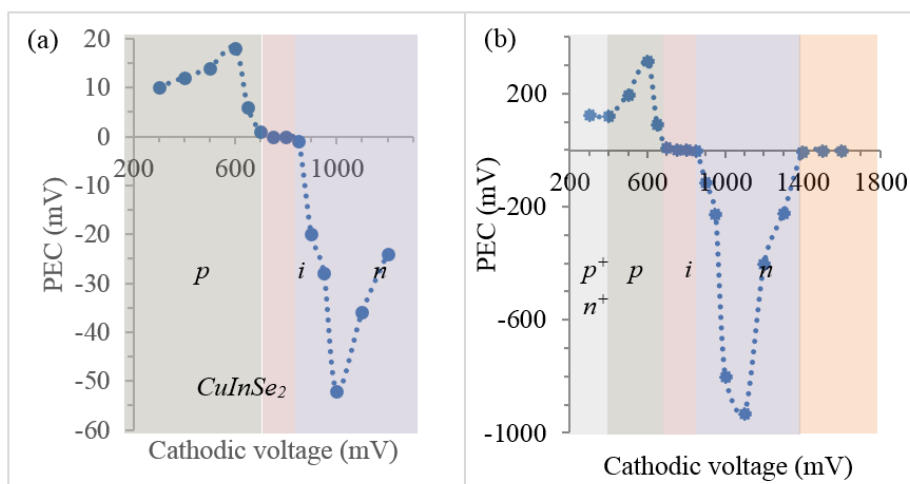 (a)
20
10
0
-10
-20
-30
-40
-50
-60
200 600 1000
PEC (mV)
p i n
CuInSe2
Cathodic voltage (mV)
(b)
200
-200
-600
-1000
200 600 1000 1400 1800
PEC (mV)
p+ p i n
n+
Cathodic voltage (mV)